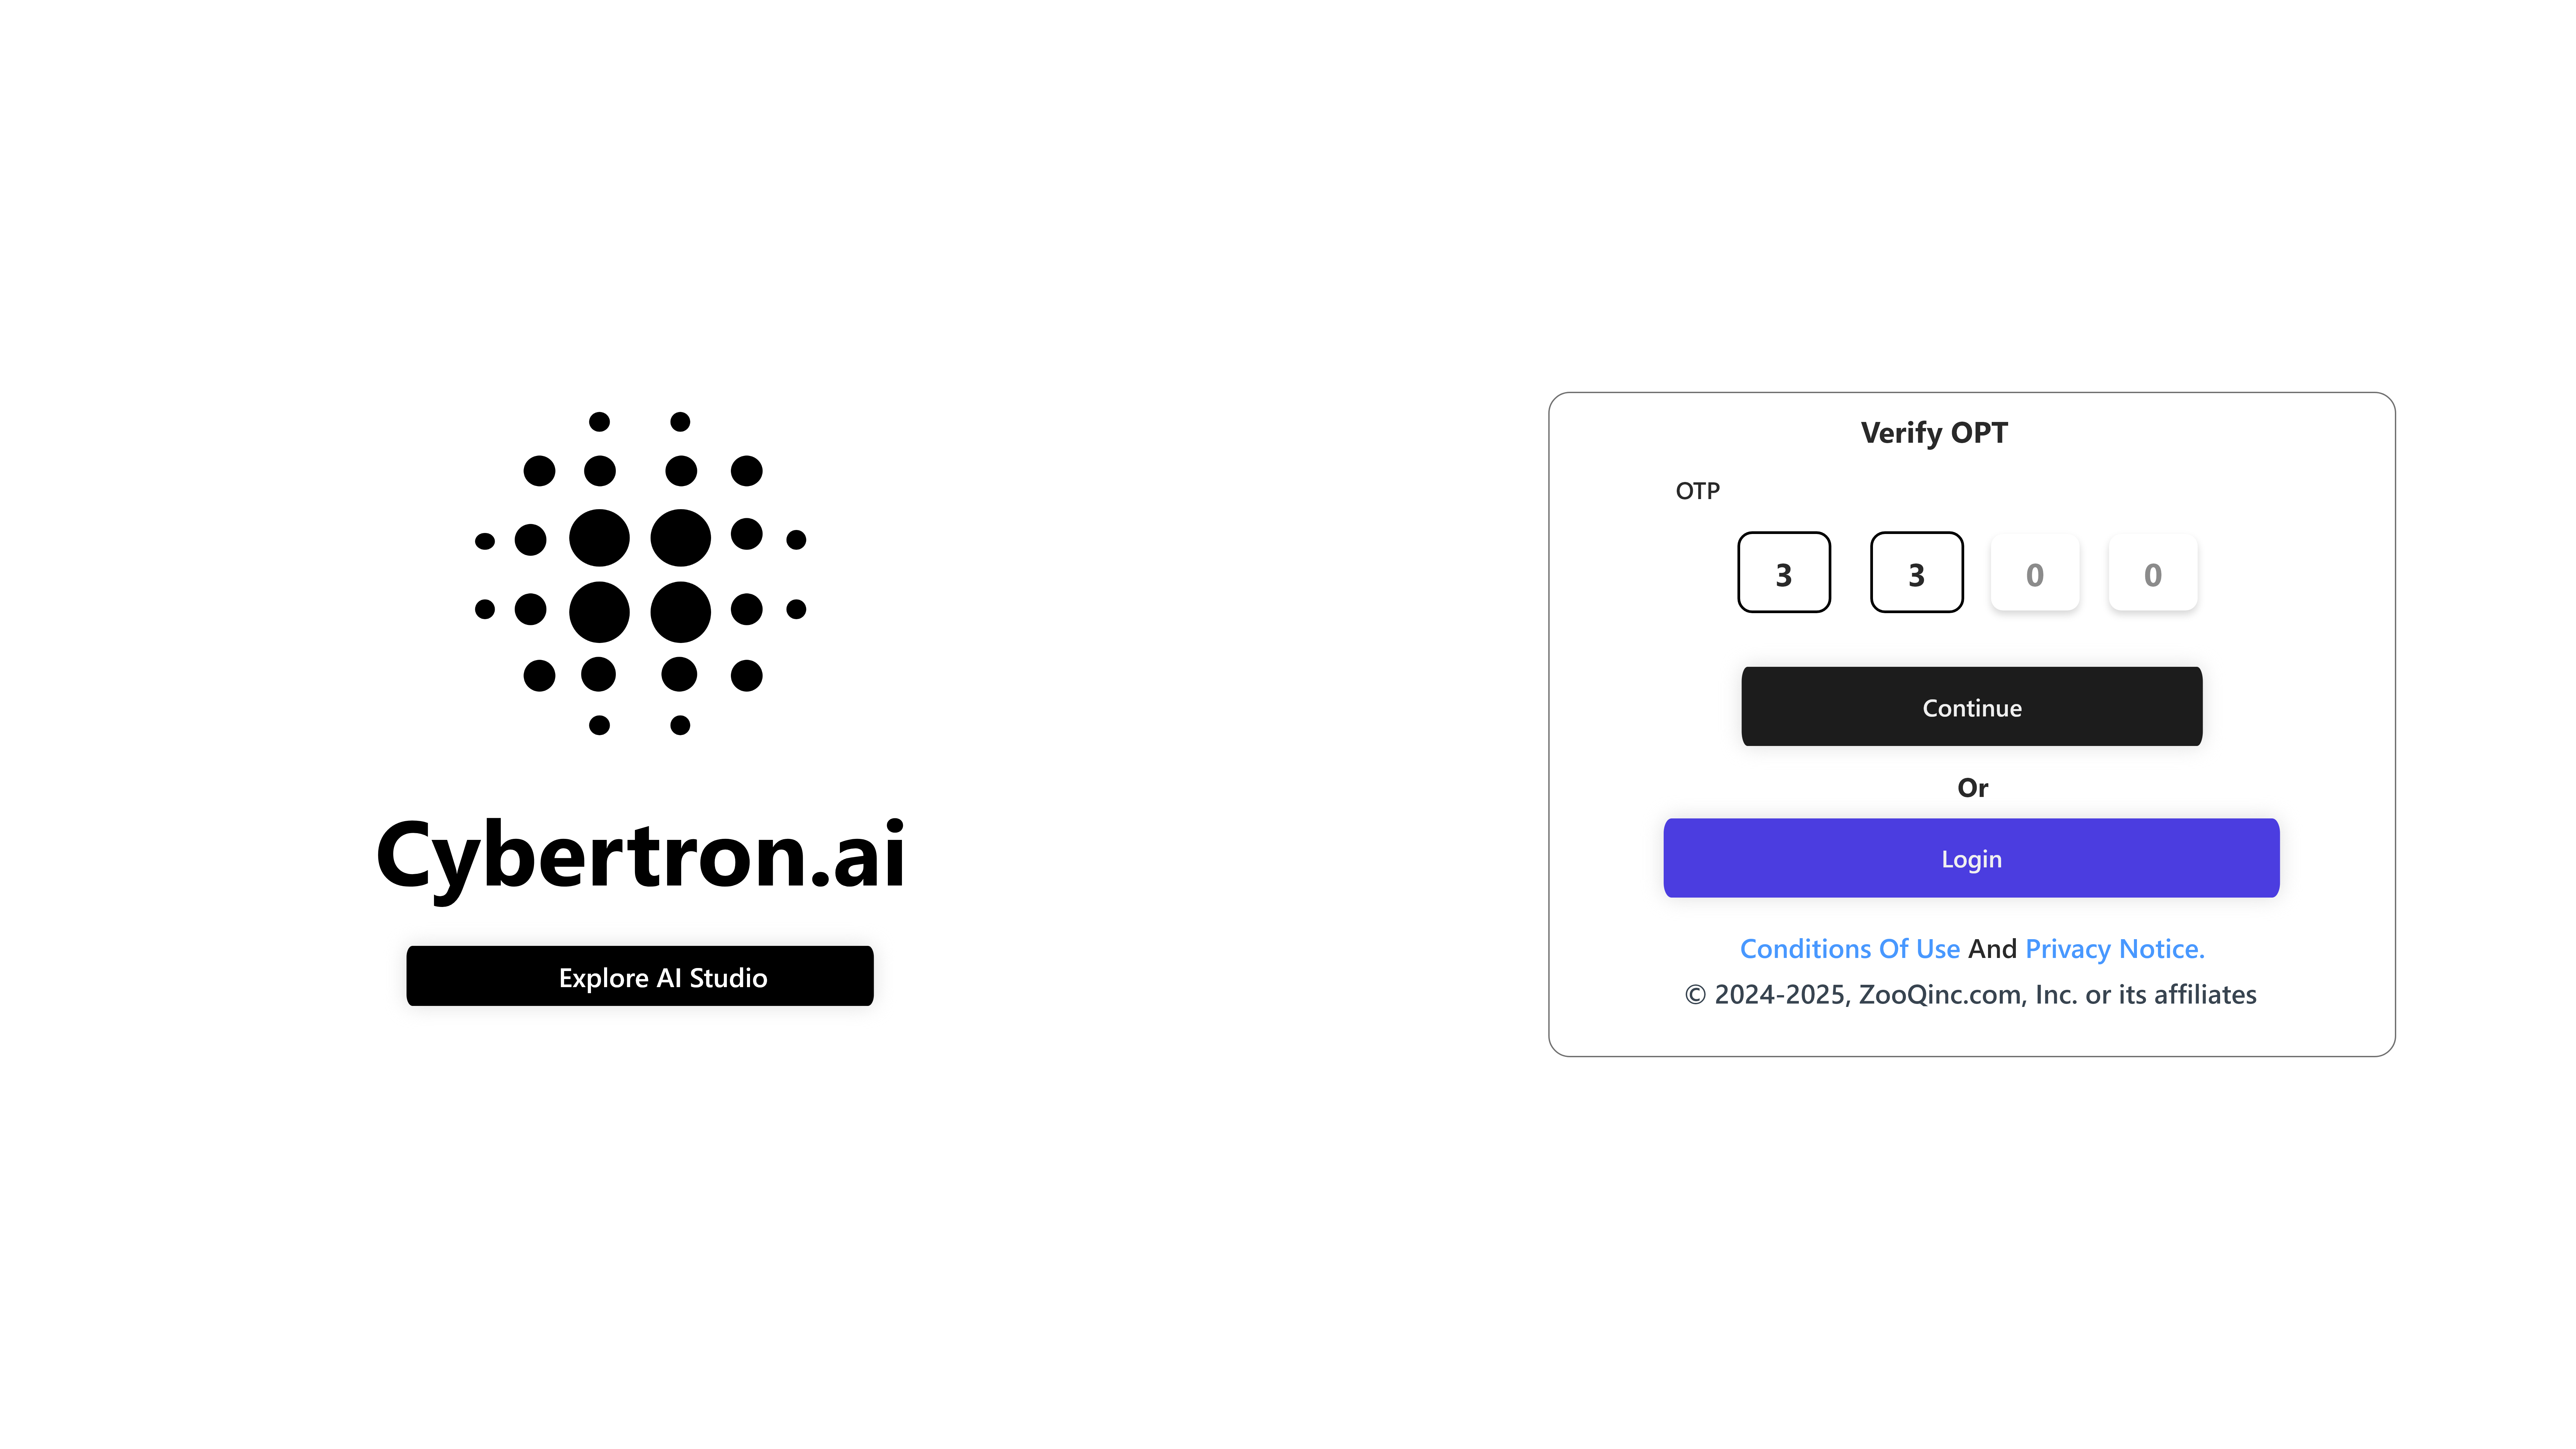 Cybertron.ai
Explore AI Studio
Verify OPT
OTP
3 3 0 0
Continue
Or
Login
Conditions Of Use And Privacy Notice.
© 2024-2025, ZooQinc.com, Inc. or its affiliates